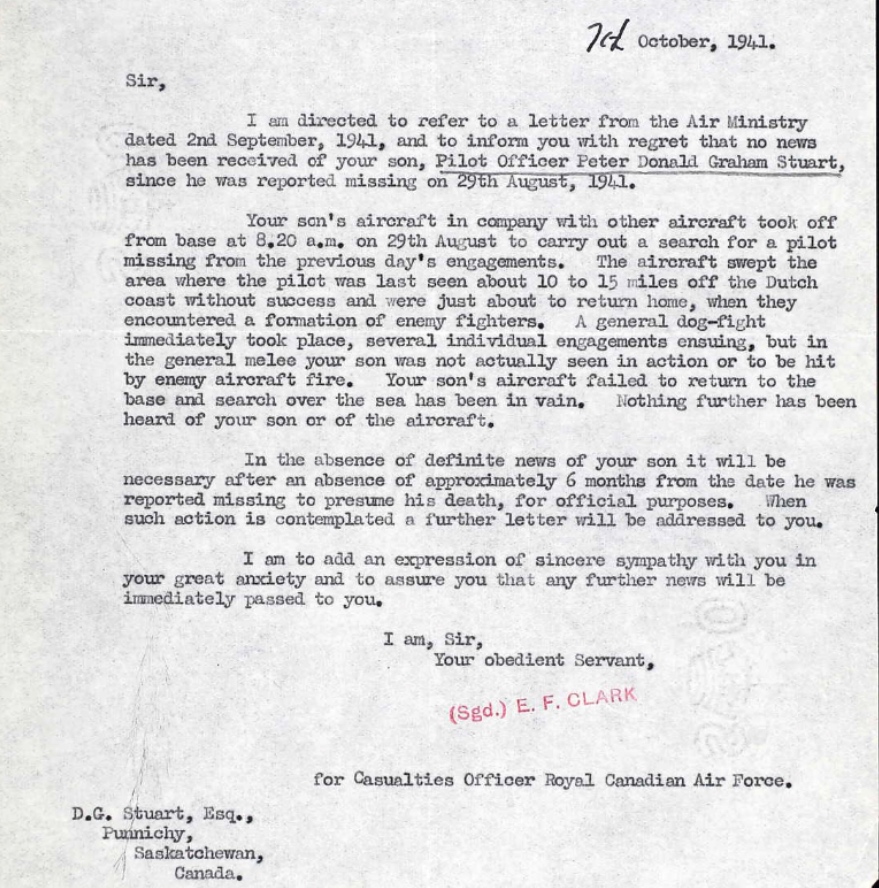 7th October, 1941.
Sir,
I am directed to refer to a letter from the Air Ministry
dated 2nd September, 1941, and to inform you with regret that no news
has been received of your son, Pilot Officer Peter Donald Graham Stuart,
since he was reported missing on 29th August, 1941.
Your son's aircraft in company with other aircraft took off
from base at 8.20 a.m. on 29th August to carry out a search for a pilot
missing from the previous day's engagements. The aircraft swept the
area where the pilot was last seen about 10 to 15 miles off the Dutch
coast without success and were just about to return home, when they
encountered a formation of enemy fighters. A general dog-fight
immediately took place, several individual engagements ensuing, but in
the general melee your son was not actually seen in action or to be hit
by enemy aircraft fire. Your son's aircraft failed to return to the
base and search over the sea has been in vain. Nothing further has been
heard of your son or of the aircraft.
In the absence of definite news of your son it will be
necessary after an absence of approximately 6 months from the date he was
reported missing to presume his death, for official purposes. When
such action is contemplated a further letter will be addressed to you.
I am to add an expression of sincere sympathy with you in
your great anxiety and to assure you that any further news will be
immediately passed to you.
I am, Sir,
Your obedient Servant,
(Sgd.) E. F. CLARK
for Casualties Officer Royal Canadian Air Force.
D.G. Stuart, Esq.,
Punnichy,
Saskatchewan,
Canada.